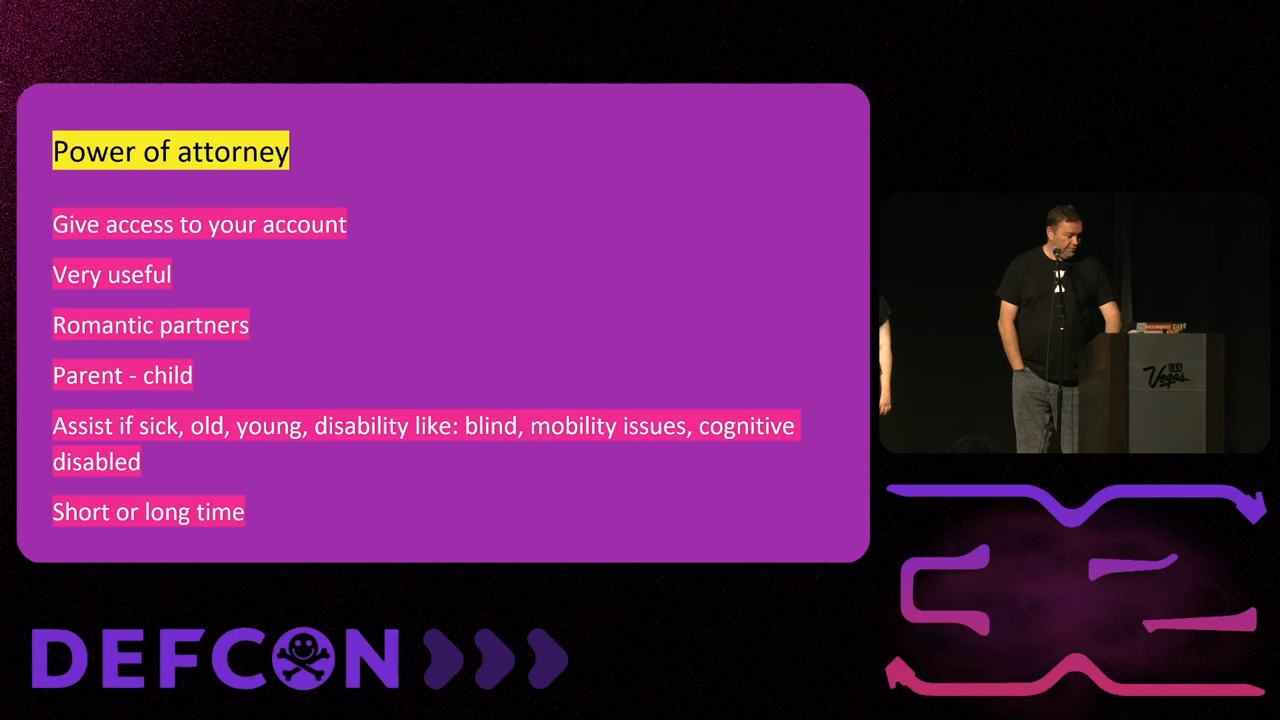 Power of attorney
Give access to your account
Very useful
Romantic partners
Parent - child
Assist if sick, old, young, disability like: blind, mobility issues, cognitive
disabled
Short or long time
Vegas
DEFCON